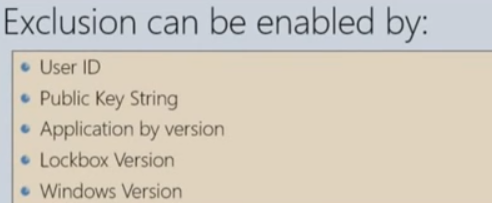 Exclusion can be enabled by:
User ID
Public Key String
Application by version
Lockbox Version
Windows Version